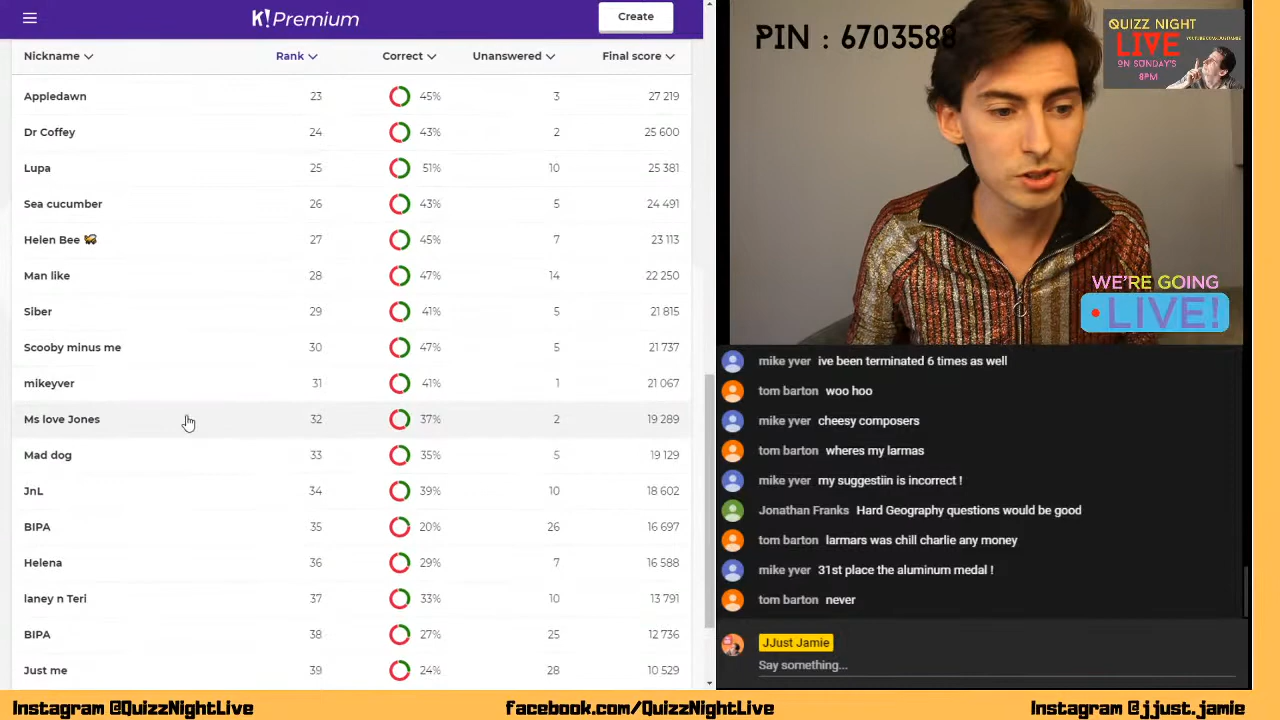 K! Premium
Create
Nickname Rank Correct Unanswered Final score
Appledawn 23 45% 3 27 219
Dr Coffey 24 43% 2 25 600
Lupa 25 51% 10 25 381
Sea cucumber 26 43% 5 24 491
Helen Bee 27 45% 7 23 113
Man like 28 47% 14 22 250
Siber 29 41% 5 21 815
Scooby minus me 30 47% 5 21 737
mikeyver 31 41% 1 21 067
Ms love Jones 32 37% 2 19 289
Mad dog 33 35% 5 19 129
JnL 34 39% 10 18 602
BIPA 35 20% 26 16 697
Helena 36 29% 7 16 588
laney n Teri 37 33% 10 13 791
BIPA 38 27% 25 12 736
Just me 39 24% 28 10 529
PIN : 6703588
QUIZZ NIGHT
LIVE
ON SUNDAY'S
8PM
WE'RE GOING
LIVE!
mike yver ive been terminated 6 times as well
tom barton woo hoo
mike yver cheesy composers
tom barton wheres my larmas
mike yver my suggestiin is incorrect !
Jonathan Franks Hard Geography questions would be good
tom barton larmars was chill charlie any money
mike yver 31st place the aluminum medal !
tom barton never
JJust Jamie
Say something...
Instagram @QuizzNightLive
facebook.com/QuizzNightLive
Instagram @jjust.jamie